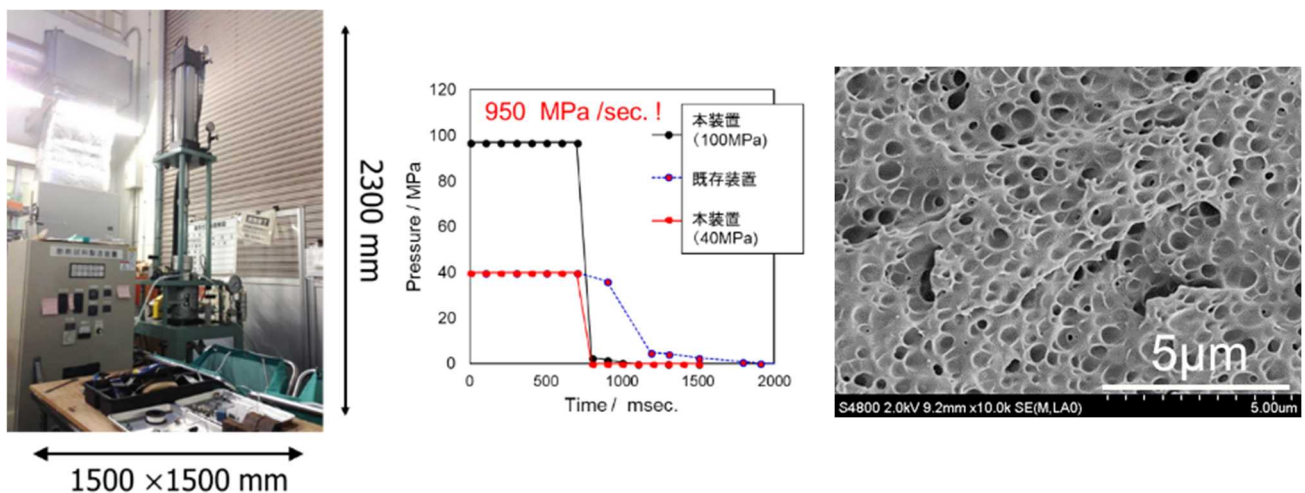 2300 mm
1500 ×1500 mm
950 MPa/sec. !
本装置
（100MPa)
既存装置
本装置
(40MPa)
Pressure / MPa
120
100
80
60
40
20
0
0
500
1000
1500
2000
Time / msec.
5µm
S4800 2.0kV 9.2mm x10.0k SE(M,LA0)
5.00um